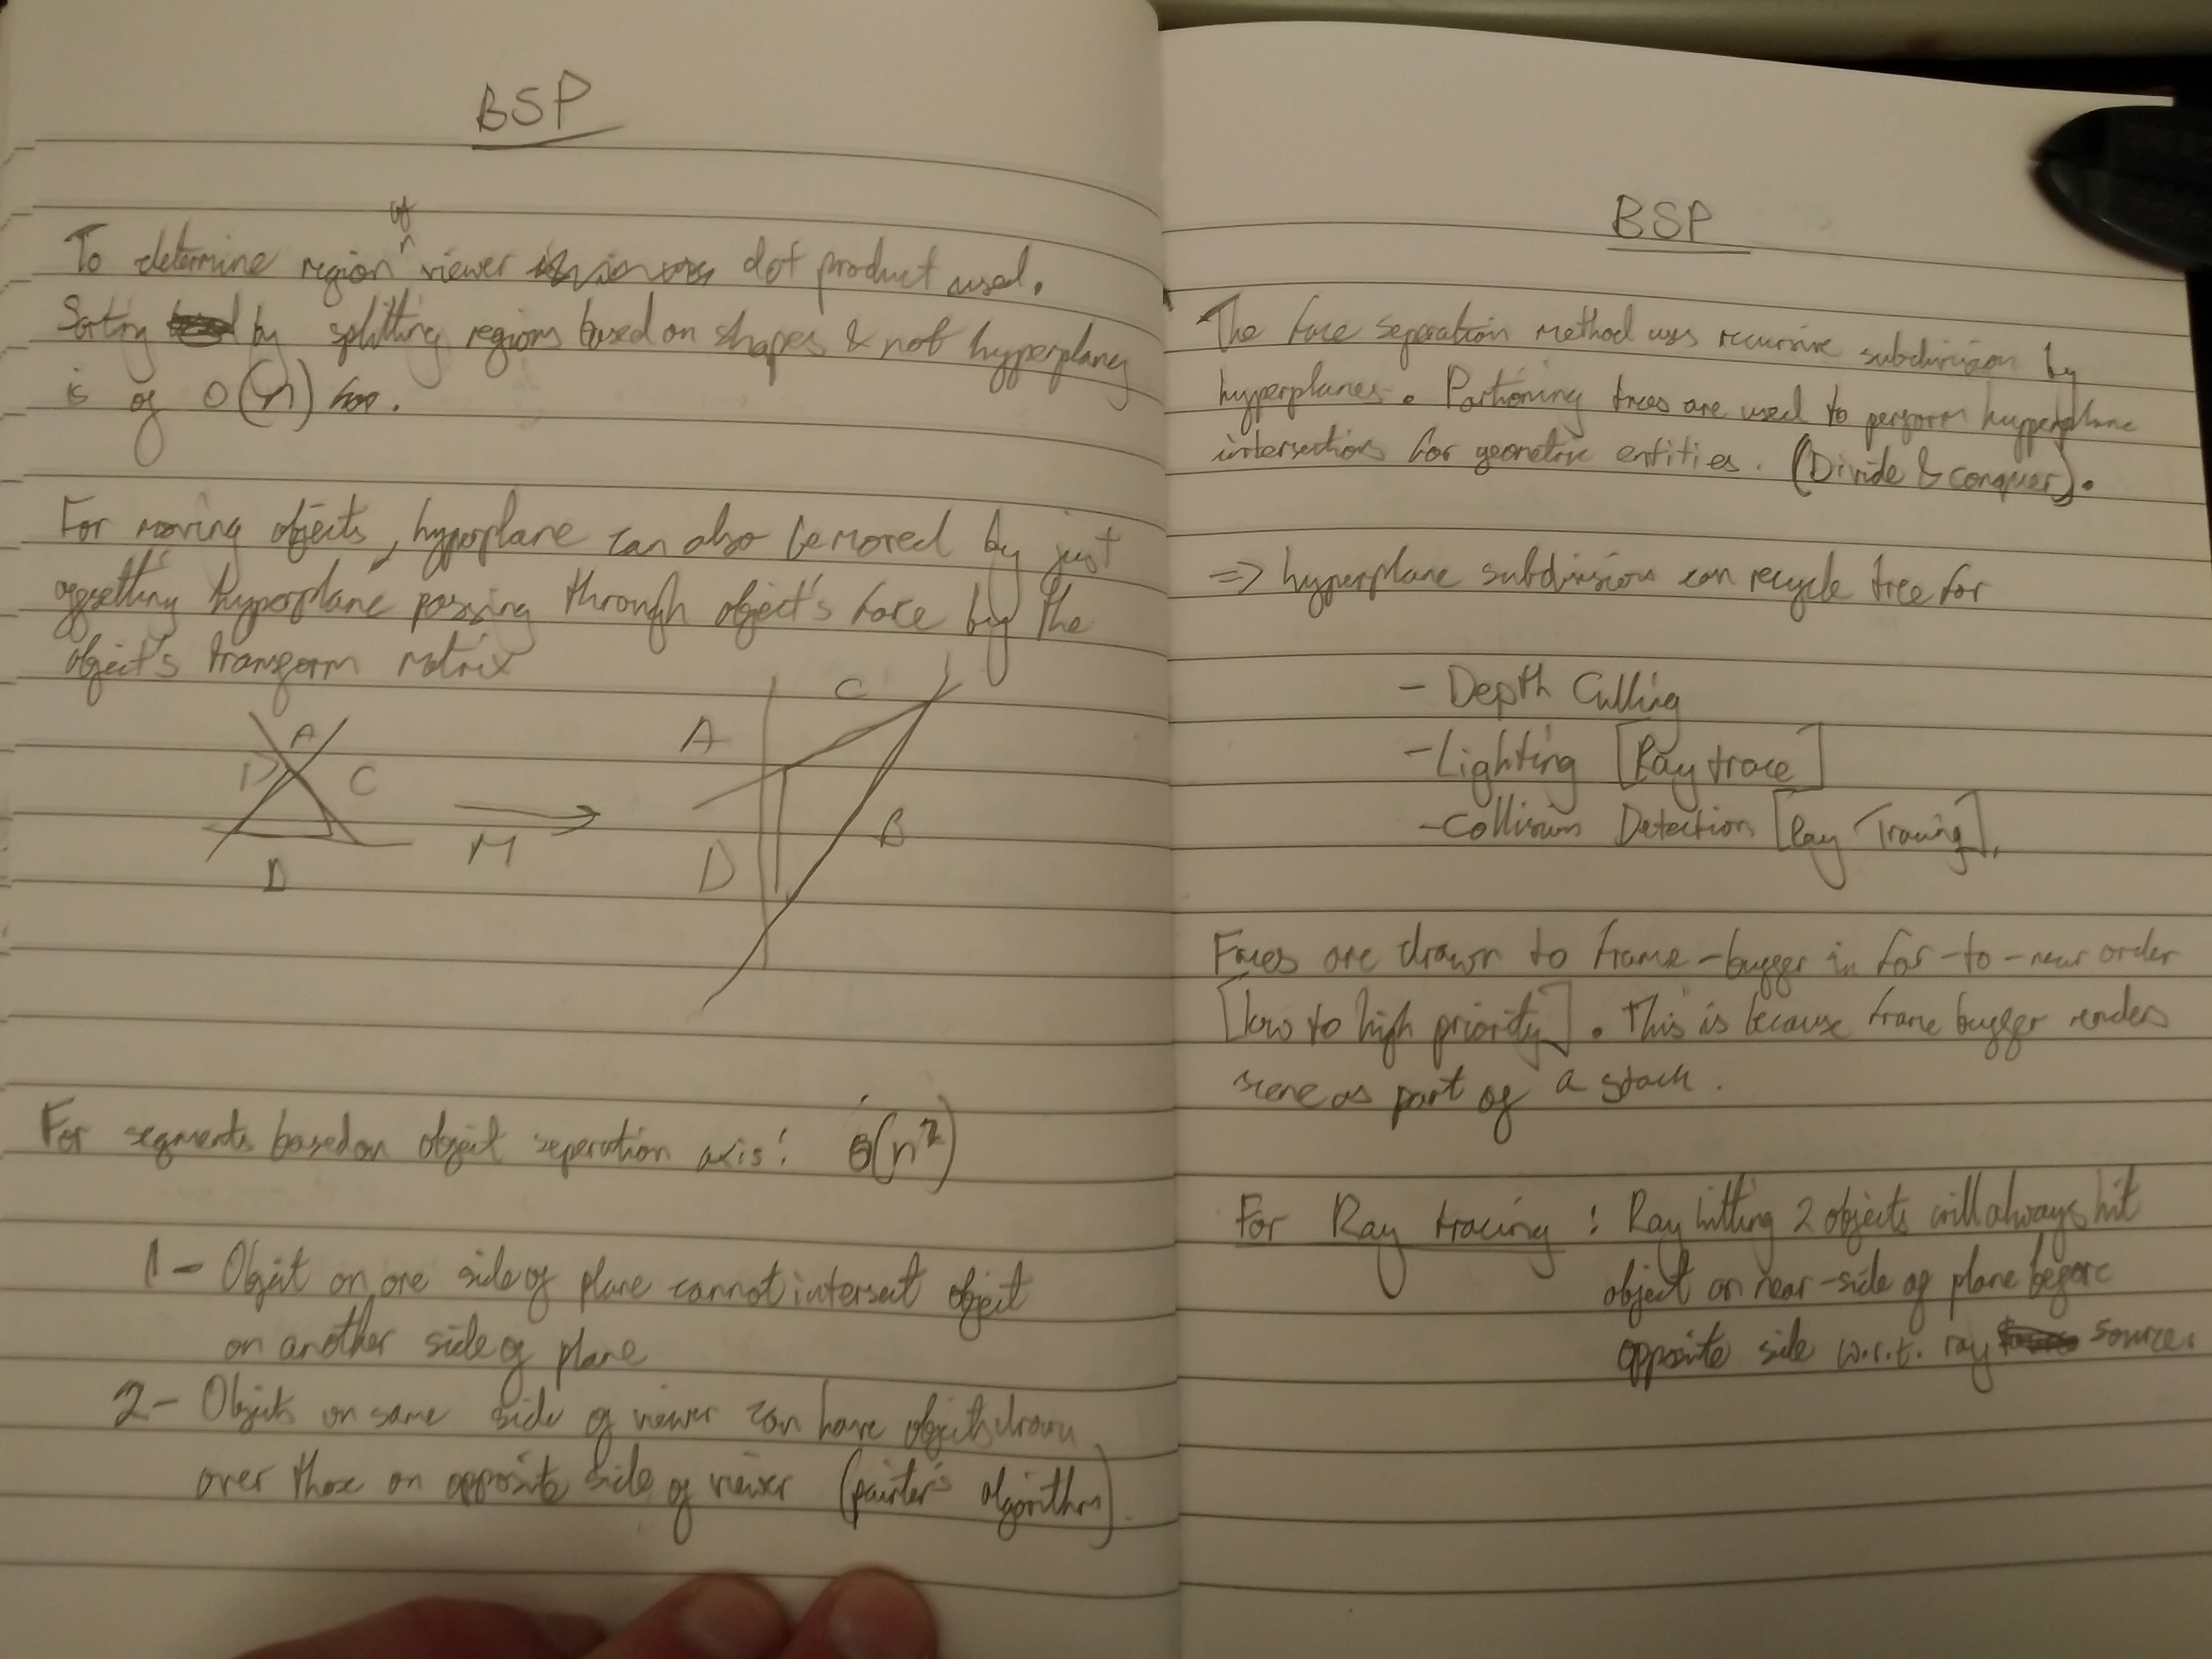 BSP
To determine region of viewer dot product used.
Sorting by splitting regions based on shapes & not hyperplanes
is of O(n)
For moving objects, hyperplane can also be moved by just
offsetting hyperplane passing through object's face by the
object's transform matrix
A
D
C
D
M
A
C
B
D
For segments based on object seperation axis: O(n²)
1 - Object on one side of plane cannot intersect object
on another side of plane
2 - Objects on same side of viewer can have objects drawn
over those on opposite side of viewer (painter's algorithm).
BSP
The face separation method uses recursive subdivision by
hyperplanes. Partioning trees are used to perform hyperplane
intersections for geometric entities. (Divide & conquer).
=> hyperplane subdivisions can recycle tree for
- Depth Culling
- Lighting [Ray trace]
- Collision Detection [Ray Tracing].
Faces are drawn to frame-buffer in far-to-near order
[low to high priority]. This is because frame buffer renders
scene as part of a stack.
For Ray tracing : Ray hitting 2 objects will always hit
object on near-side of plane before
opposite side w.r.t. ray source.